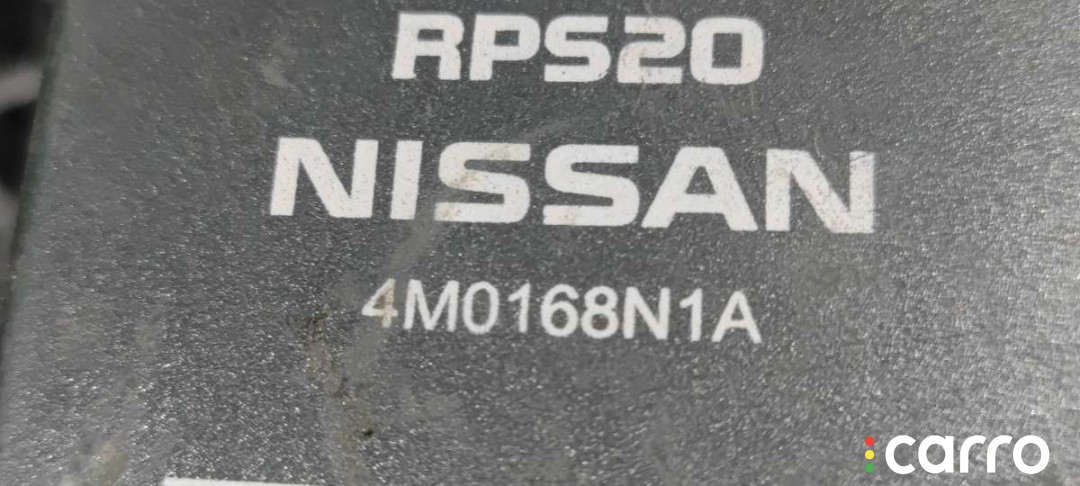 RPS20
NISSAN
4M0168N1A
carro